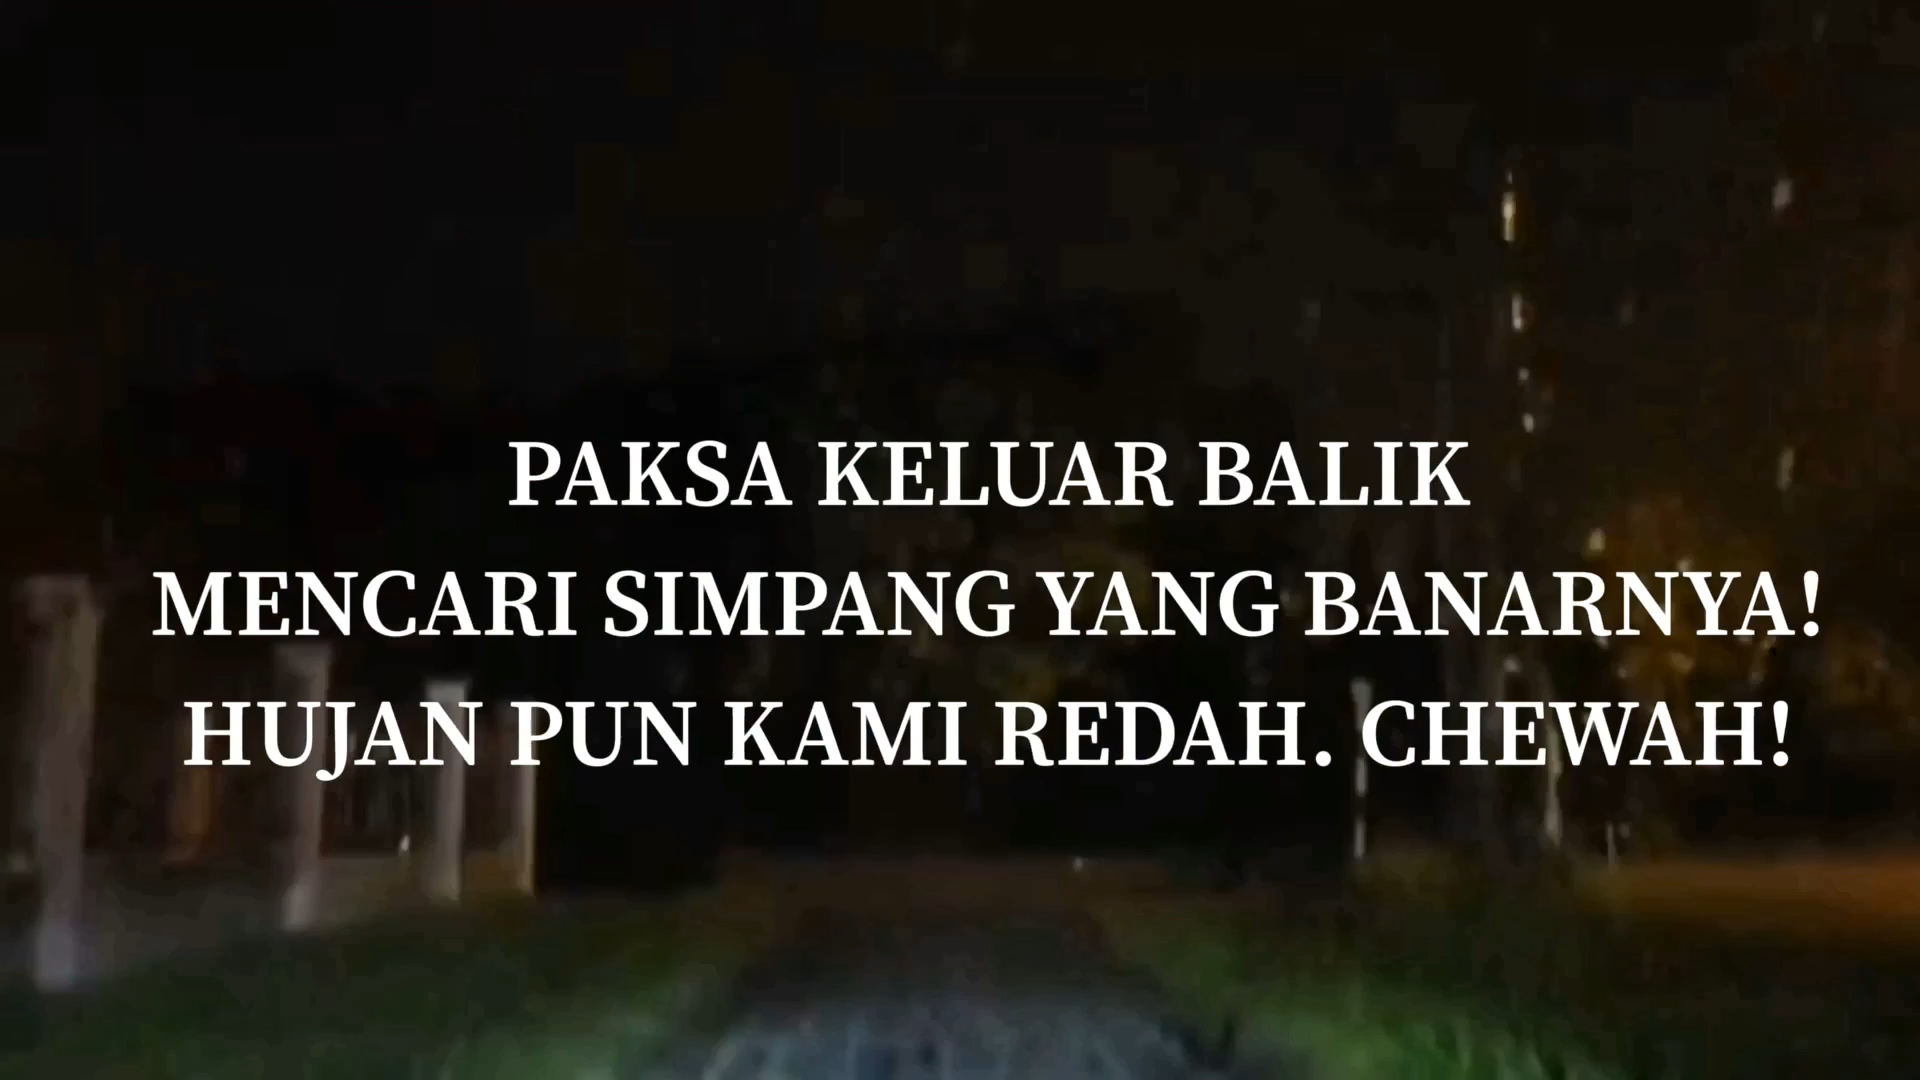 PAKSA KELUAR BALIK
MENCARI SIMPANG YANG BANARNYA!
HUJAN PUN KAMI REDAH. CHEWAH!